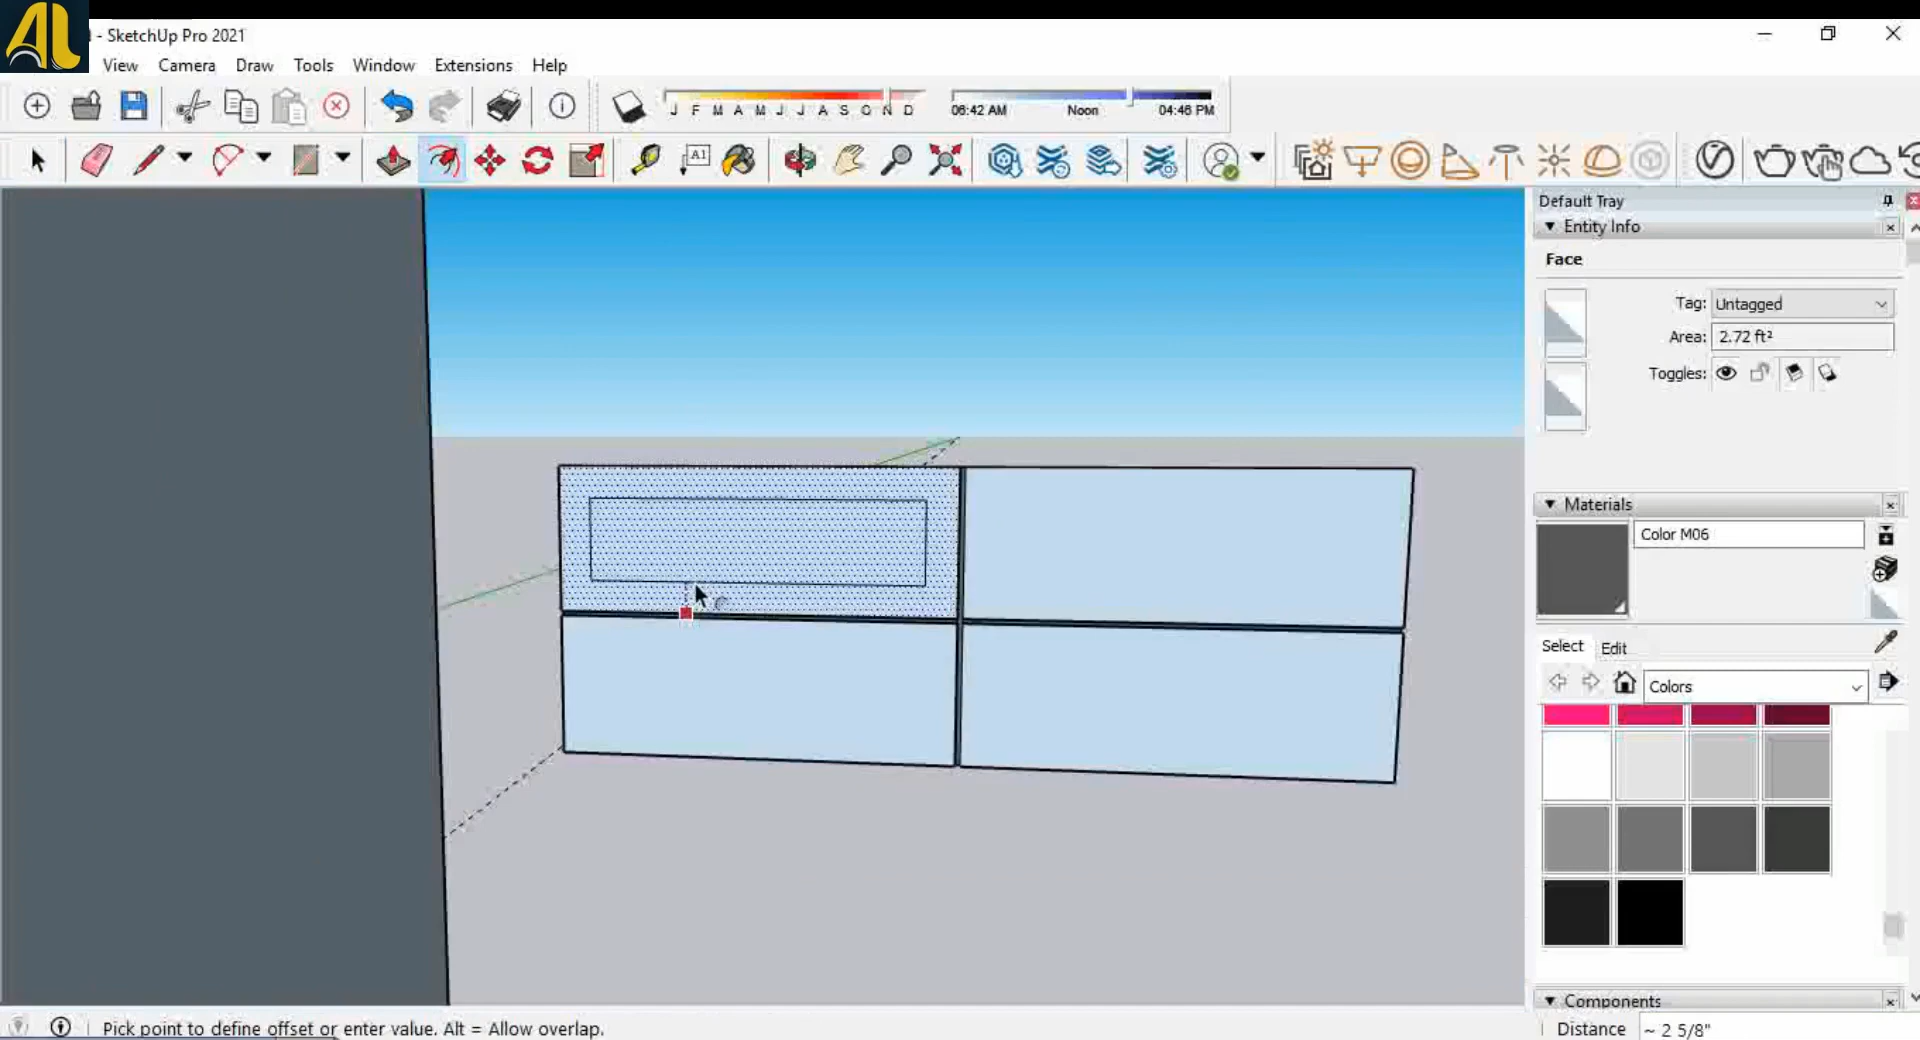 AL
- SketchUp Pro 2021
View Camera Draw Tools Window Extensions Help
J F M A M J J A S O N D
06:42 AM Noon 04:46 PM
A1
Default Tray
Entity Info
Face
Tag: Untagged
Area: 2.72 ft²
Toggles:
Materials
Color M06
Select Edit
Colors
Components
Pick point to define offset or enter value. Alt = Allow overlap.
Distance ~ 2 5/8"